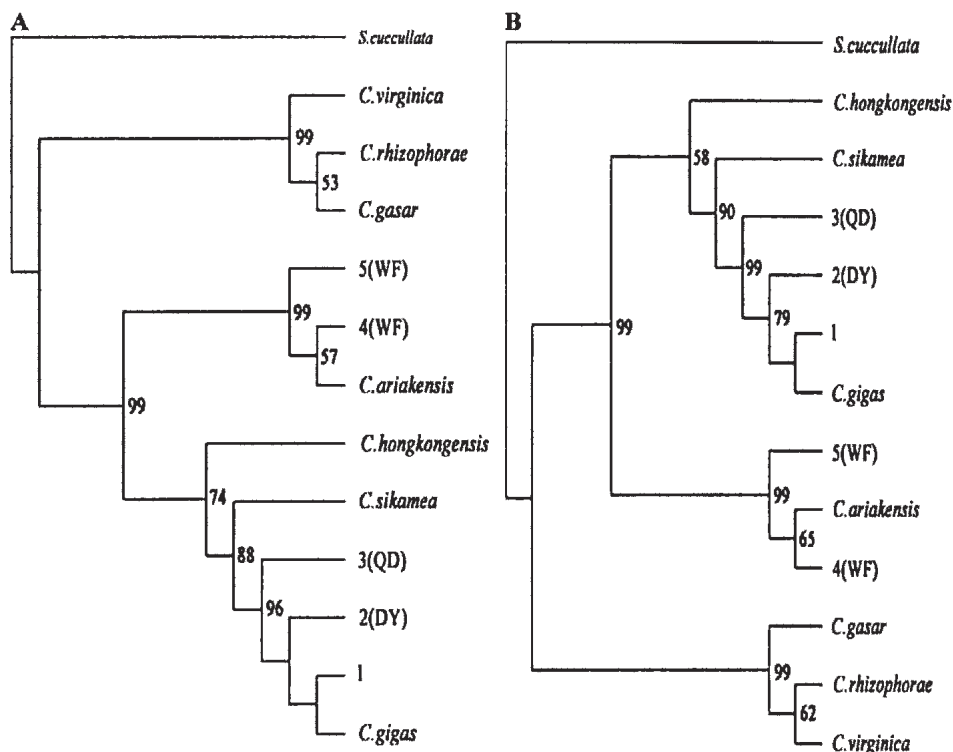 A
S.cuccullata
C.virginica
99
C.rhizophorae
53
C.gasar
5(WF)
99
4(WF)
57
C.ariakensis
99
C.hongkongensis
74
C.sikamea
88
3(QD)
96
2(DY)
1
C.gigas
B
S.cuccullata
C.hongkongensis
58
C.sikamea
90
3(QD)
99
2(DY)
79
1
C.gigas
99
5(WF)
99
C.ariakensis
65
4(WF)
C.gasar
99
C.rhizophorae
62
C.virginica